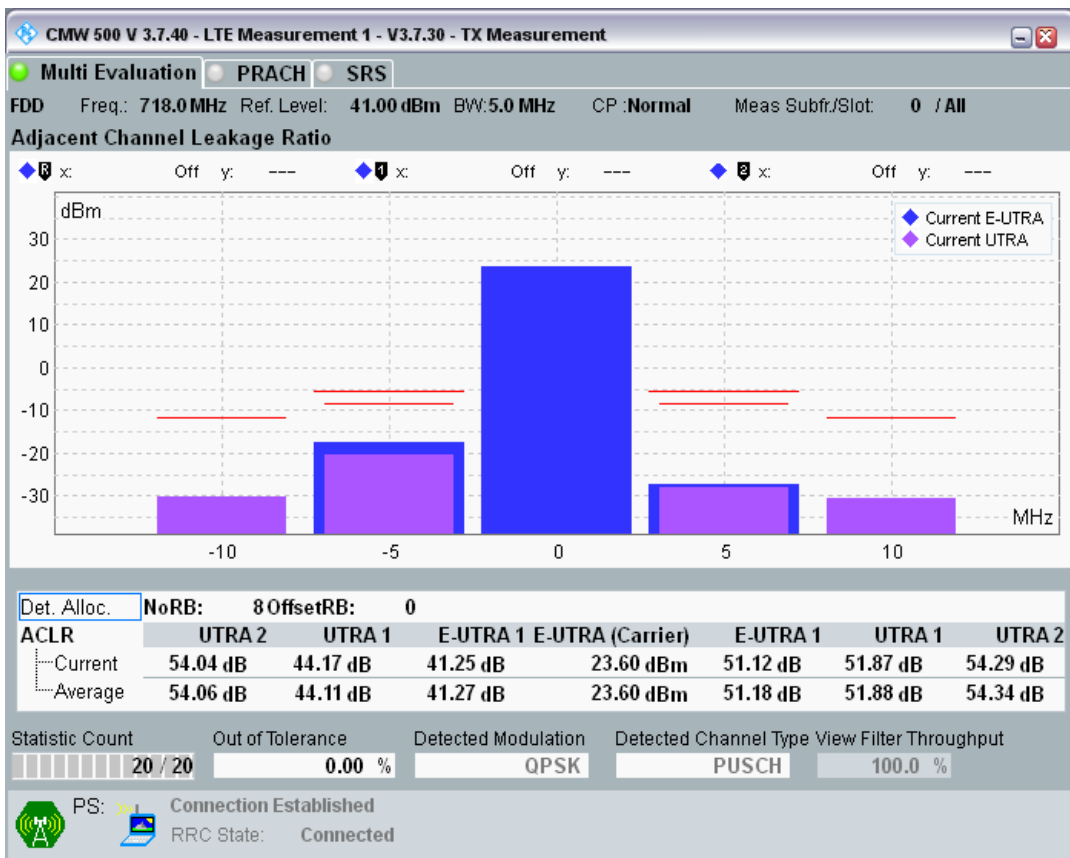 CMW 500 V 3.7.40 - LTE Measurement 1 - V3.7.30 - TX Measurement
Multi Evaluation PRACH SRS
FDD Freq.: 718.0 MHz Ref. Level: 41.00 dBm BW:5.0 MHz CP :Normal Meas Subfr./Slot: 0 / All
Adjacent Channel Leakage Ratio
R x: Off y: --- 1 x: Off y: --- 2 x: Off y: ---
dBm
Current E-UTRA
Current UTRA
30
20
10
0
-10
-20
-30
MHz
-10 -5 0 5 10
Det. Alloc. NoRB: 8 OffsetRB: 0
ACLR UTRA 2 UTRA 1 E-UTRA 1 E-UTRA (Carrier) E-UTRA 1 UTRA 1 UTRA 2
Current 54.04 dB 44.17 dB 41.25 dB 23.60 dBm 51.12 dB 51.87 dB 54.29 dB
Average 54.06 dB 44.11 dB 41.27 dB 23.60 dBm 51.18 dB 51.88 dB 54.34 dB
Statistic Count Out of Tolerance Detected Modulation Detected Channel Type View Filter Throughput
20 / 20 0.00 % QPSK PUSCH 100.0 %
PS: Connection Established
RRC State: Connected